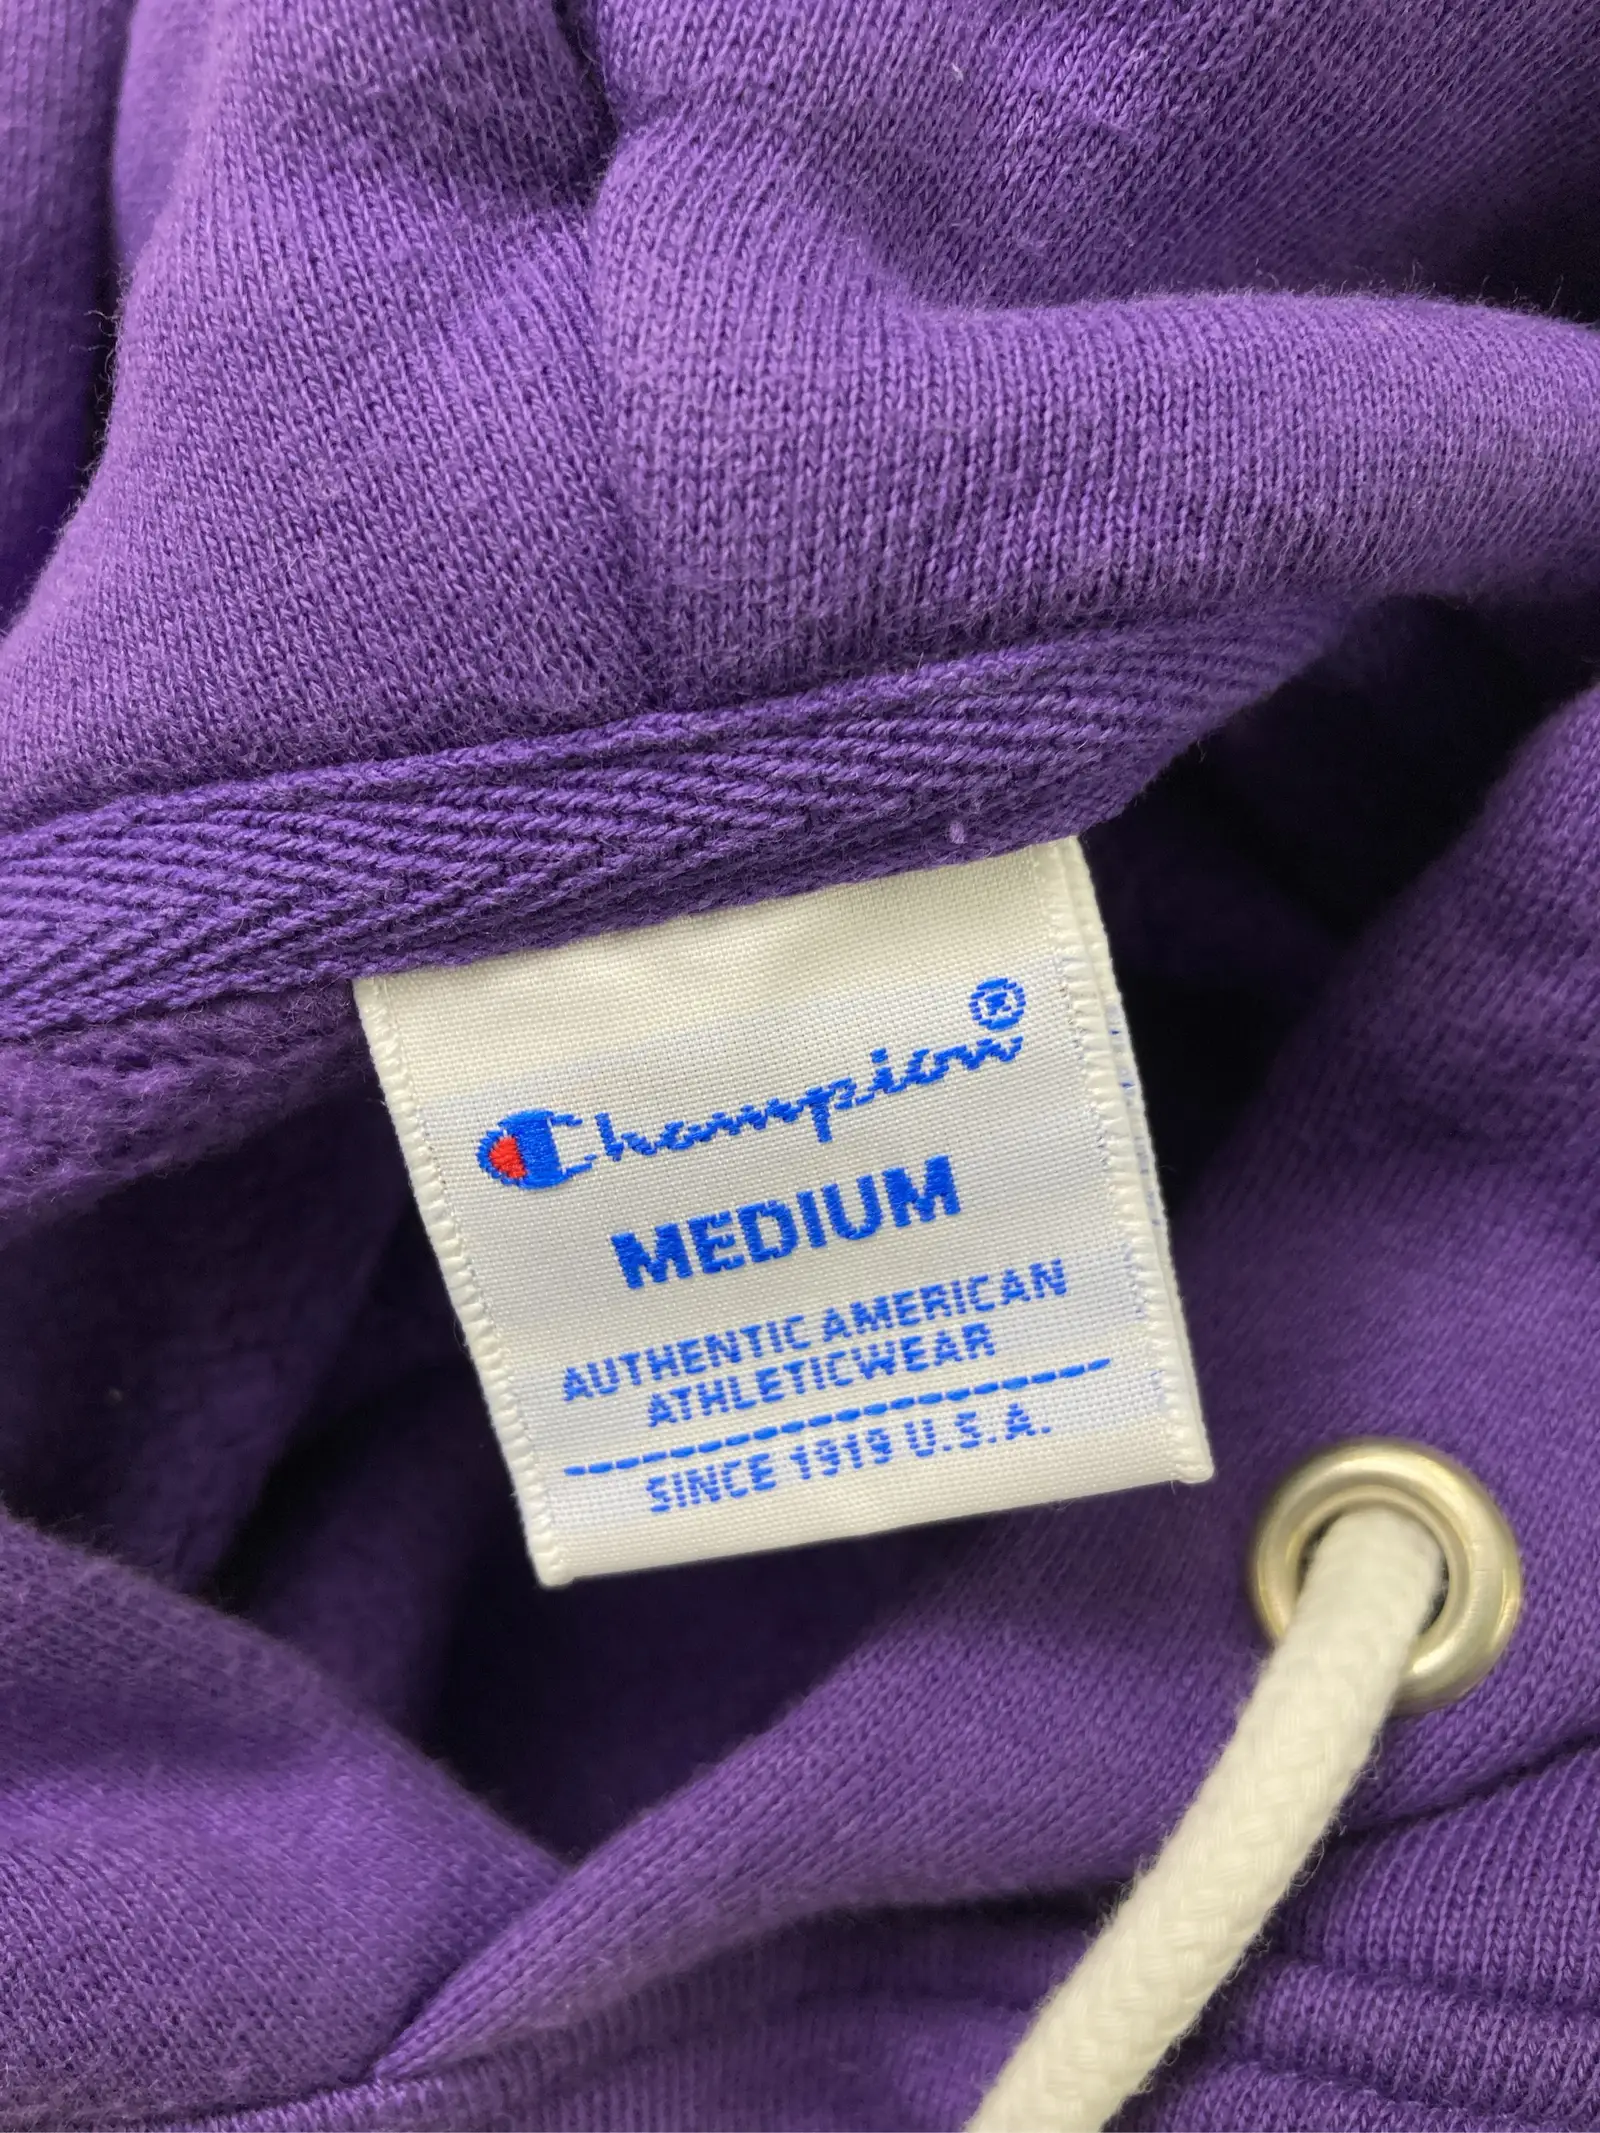 Champion®
MEDIUM
AUTHENTIC AMERICAN
ATHLETICWEAR
SINCE 1919 U.S.A.